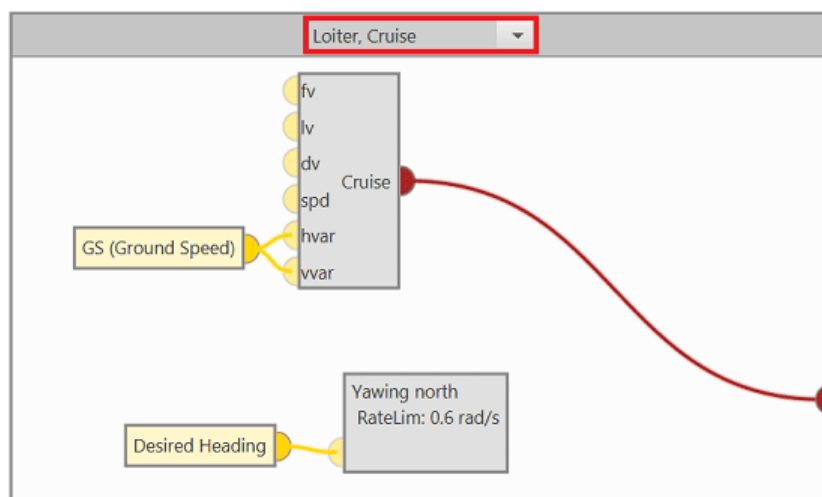 Loiter, Cruise
fv
lv
dv
Cruise
spd
hvar
GS (Ground Speed)
vvar
Yawing north
RateLim: 0.6 rad/s
Desired Heading